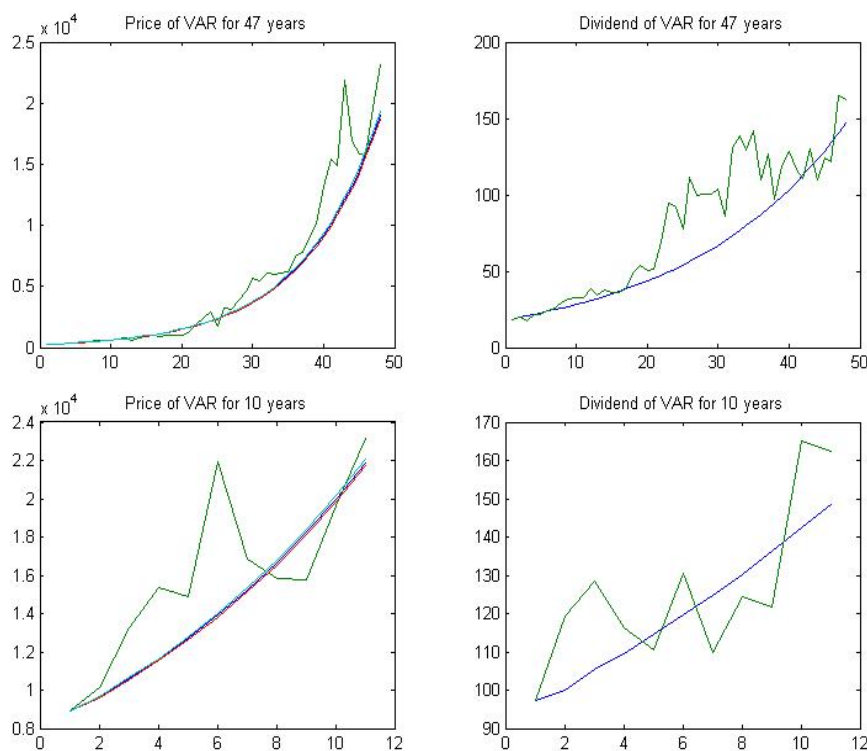 Price of VAR for 47 years
x 10^4
2.5
2
1.5
1
0.5
0
0 10 20 30 40 50
Dividend of VAR for 47 years
200
150
100
50
0
0 10 20 30 40 50
Price of VAR for 10 years
x 10^4
2.4
2.2
2
1.8
1.6
1.4
1.2
1
0.8
0 2 4 6 8 10 12
Dividend of VAR for 10 years
170
160
150
140
130
120
110
100
90
0 2 4 6 8 10 12